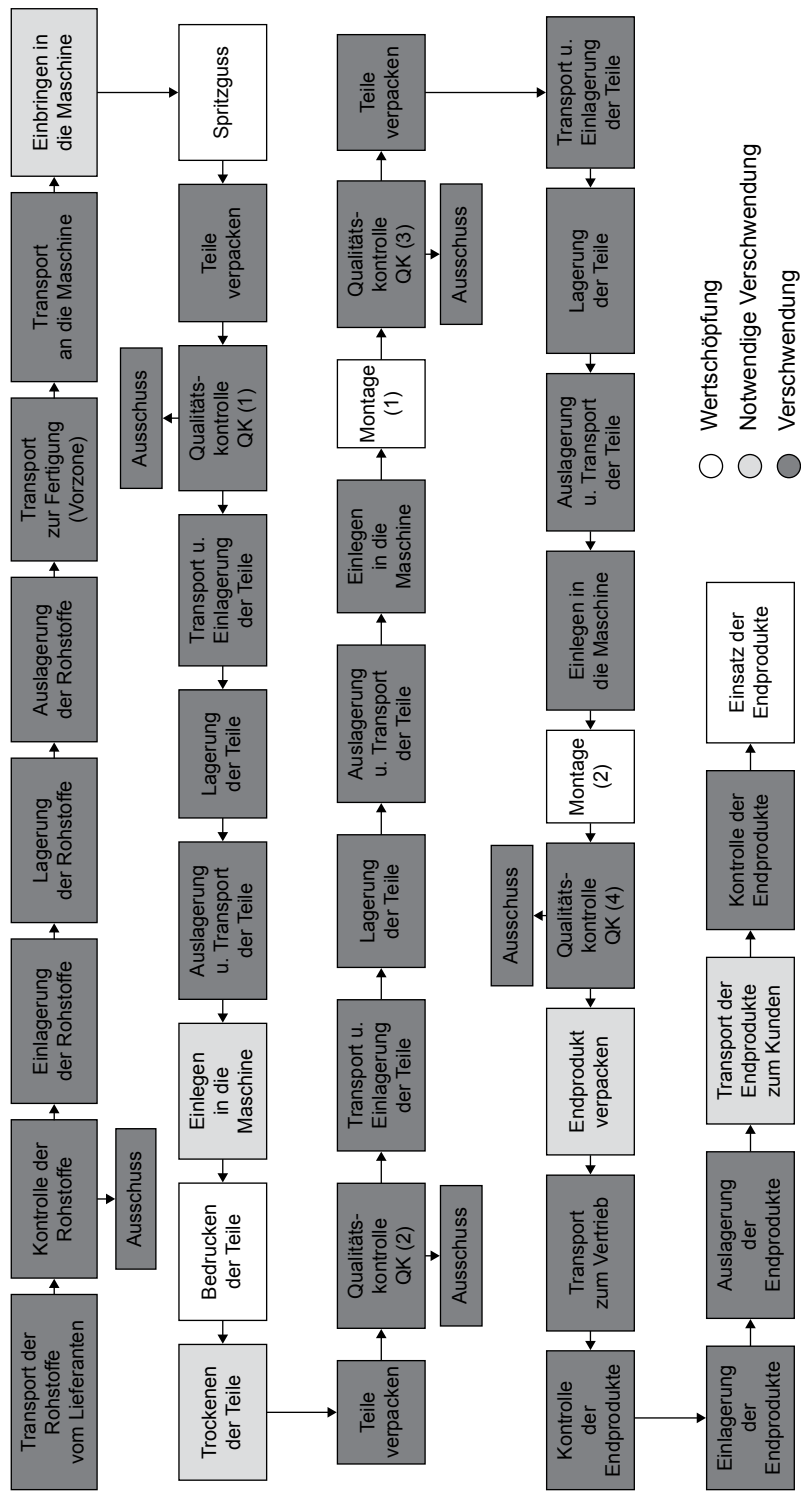 Transport der
Rohstoffe
vom Lieferanten
Kontrolle der
Rohstoffe
Ausschuss
Einlagerung
der Rohstoffe
Lagerung
der Rohstoffe
Auslagerung
der Rohstoffe
Transport
zur Fertigung
(Vorzone)
Transport
an die Maschine
Einbringen in
die Maschine
Spritzguss
Teile
verpacken
Qualitäts-
kontrolle
QK (1)
Ausschuss
Transport u.
Einlagerung
der Teile
Lagerung
der Teile
Auslagerung
u. Transport
der Teile
Einlegen
in die
Maschine
Bedrucken
der Teile
Trockenen
der Teile
Teile
verpacken
Qualitäts-
kontrolle
QK (2)
Ausschuss
Transport u.
Einlagerung
der Teile
Lagerung
der Teile
Auslagerung
u. Transport
der Teile
Einlegen
in die
Maschine
Montage
(1)
Qualitäts-
kontrolle
QK (3)
Ausschuss
Teile
verpacken
Transport u.
Einlagerung
der Teile
Lagerung
der Teile
Auslagerung
u. Transport
der Teile
Einlegen in
die Maschine
Montage
(2)
Qualitäts-
kontrolle
QK (4)
Ausschuss
Endprodukt
verpacken
Transport
zum Vertrieb
Kontrolle
der
Endprodukte
Einlagerung
der
Endprodukte
Auslagerung
der
Endprodukte
Transport der
Endprodukte
zum Kunden
Kontrolle der
Endprodukte
Einsatz der
Endprodukte
Wertschöpfung
Notwendige Verschwendung
Verschwendung